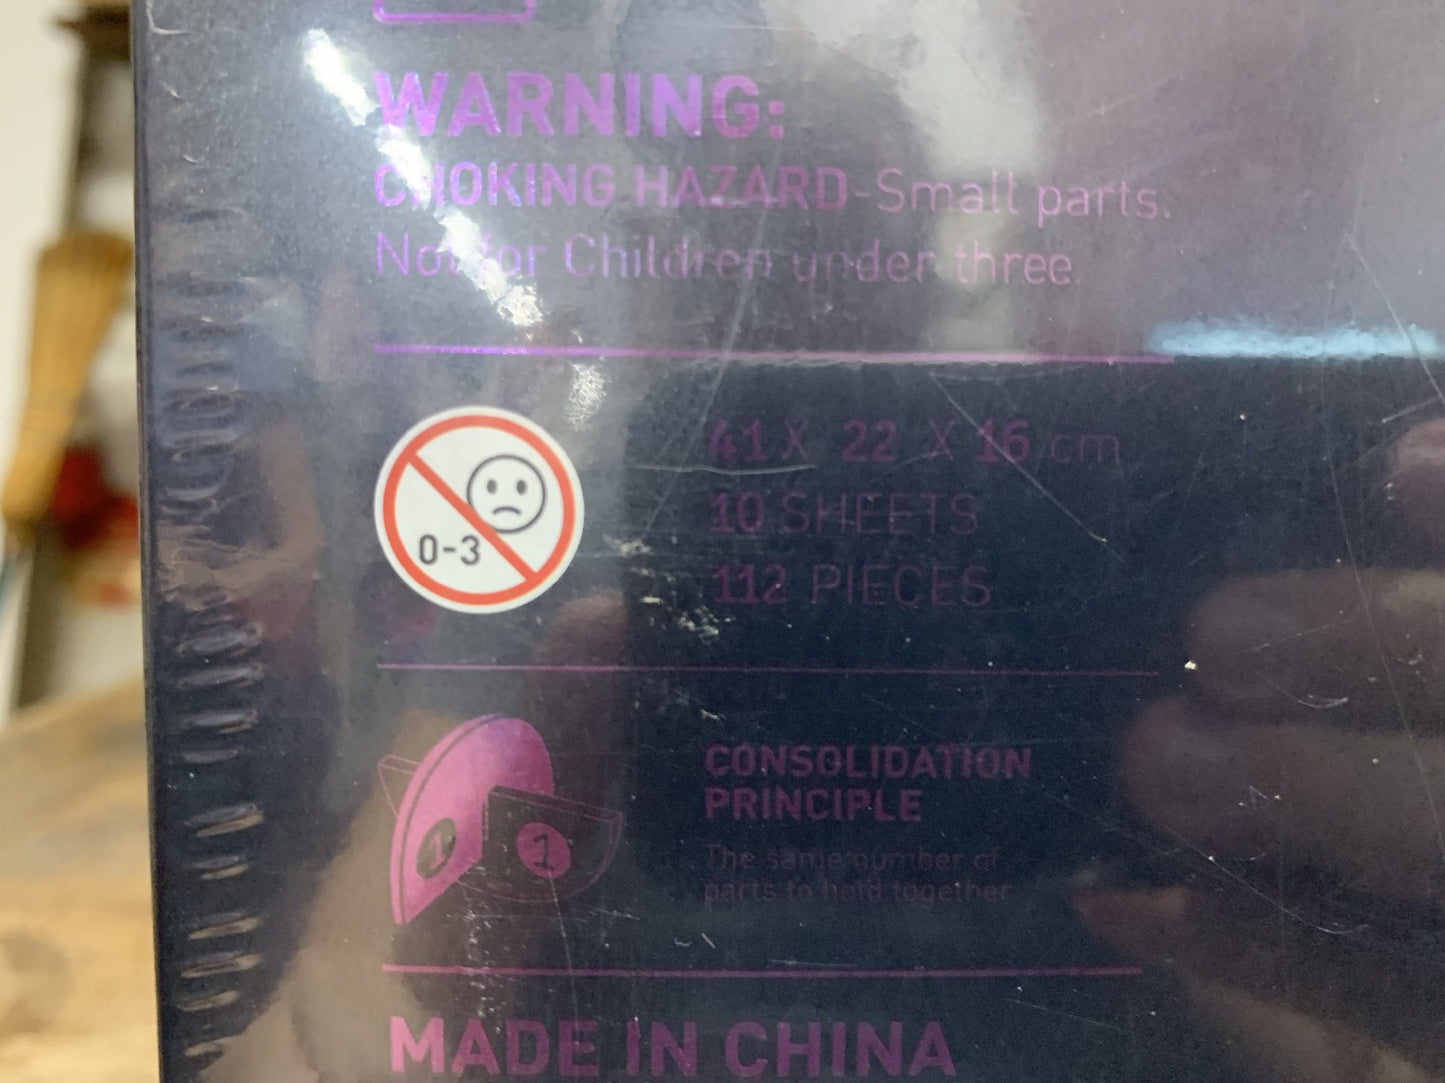 WARNING:
CHOKING HAZARD-Small parts.
Not for Children under three.
0-3
41 X 22 X 16 cm
10 SHEETS
112 PIECES
1 1
CONSOLIDATION
PRINCIPLE
The same number of
parts to hold together
MADE IN CHINA